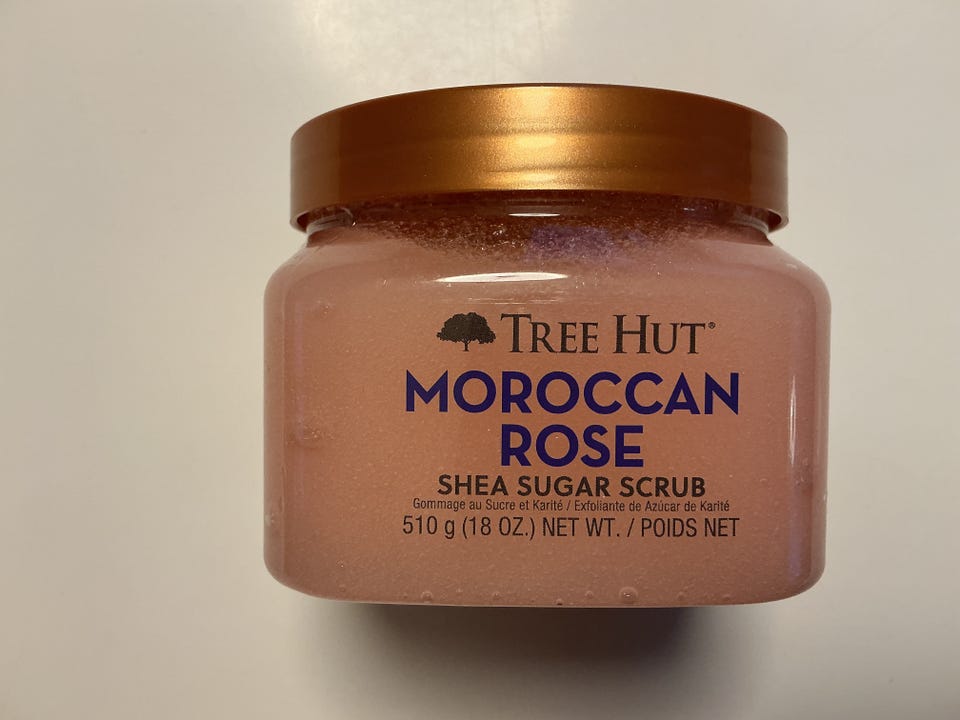 TREE HUT®
MOROCCAN
ROSE
SHEA SUGAR SCRUB
Gommage au Sucre et Karité / Exfoliante de Azúcar de Karité
510 g (18 OZ.) NET WT. / POIDS NET